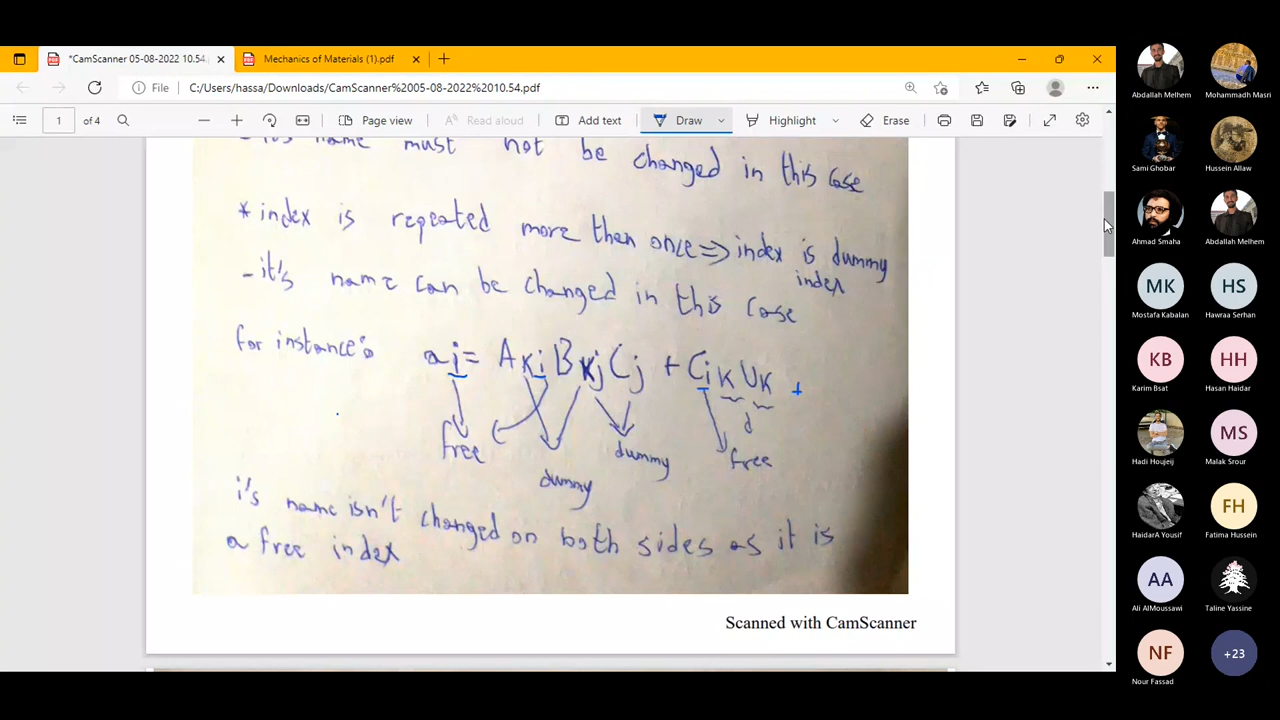 *CamScanner 05-08-2022 10.54.
Mechanics of Materials (1).pdf
File
C:/Users/hassa/Downloads/CamScanner%2005-08-2022%2010.54.pdf
1 of 4
Page view
Read aloud
Add text
Draw
Highlight
Erase
- it's name must not be changed in this case
* index is repeated more then once => index is dummy
index
- it's name can be changed in this case
for instance:
ai = AKi BKj Cj + CiK UK +
free
dummy
dummy
d
free
i's name isn't changed on both sides as it is
a free index
Scanned with CamScanner
Abdallah Melhem
Mohammadh Masri
Sami Ghobar
Hussein Allaw
Ahmad Smaha
Abdallah Melhem
MK
HS
Mostafa Kabalan
Hawraa Serhan
KB
HH
Karim Bsat
Hasan Haidar
MS
Hadi Houjeij
Malak Srour
FH
HaidarA Yousif
Fatima Hussein
AA
Ali AlMoussawi
Taline Yassine
NF
+23
Nour Fassad